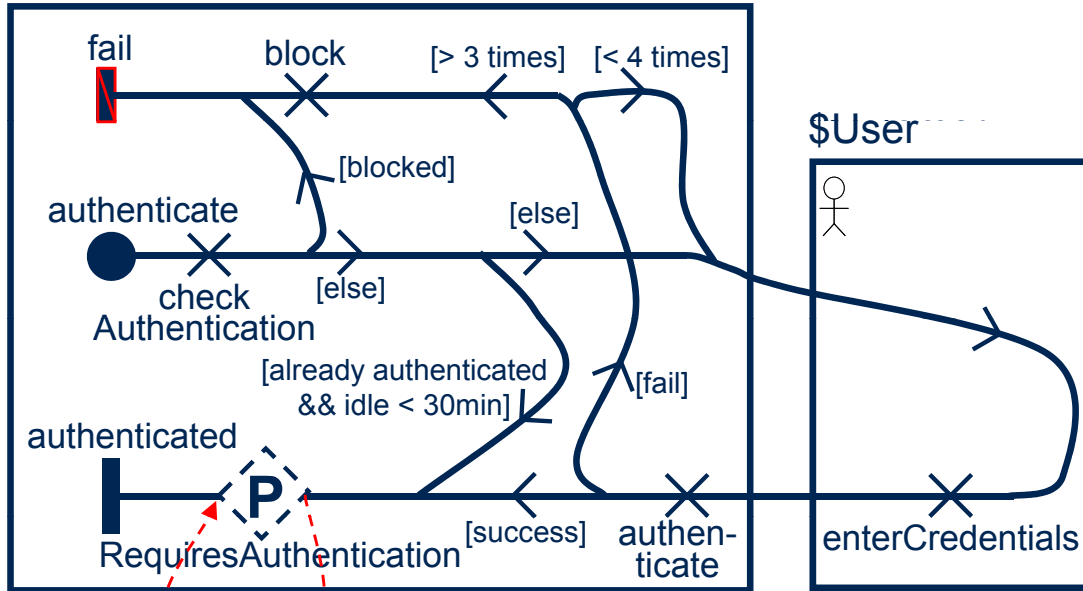 fail
block
[> 3 times]
[< 4 times]
$User
[blocked]
authenticate
[else]
[else]
check
Authentication
[already authenticated
&& idle < 30min]
[fail]
authenticated
P
[success]
RequiresAuthentication
authen-
ticate
enterCredentials